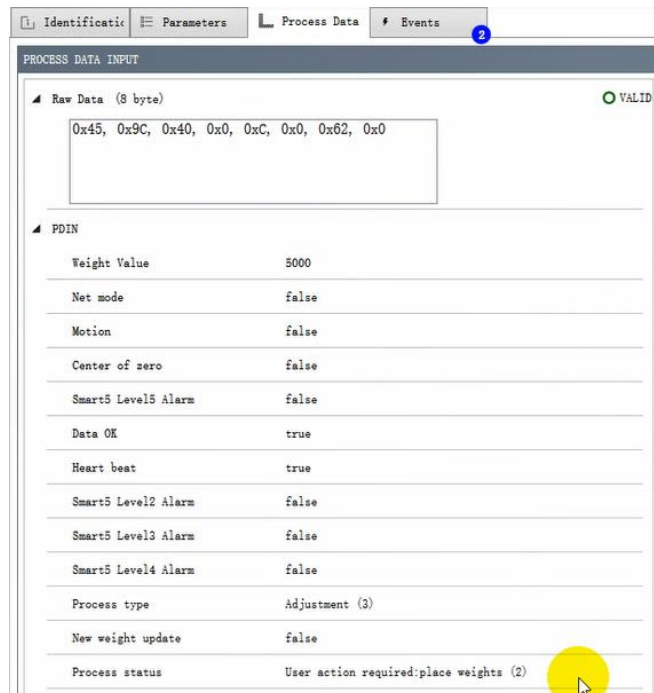 Identificatic Parameters Process Data Events 2
PROCESS DATA INPUT
Raw Data (8 byte) VALID
0x45, 0x9C, 0x40, 0x0, 0xC, 0x0, 0x62, 0x0
PDIN
Weight Value 5000
Net mode false
Motion false
Center of zero false
Smart5 Level5 Alarm false
Data OK true
Heart beat true
Smart5 Level2 Alarm false
Smart5 Level3 Alarm false
Smart5 Level4 Alarm false
Process type Adjustment (3)
New weight update false
Process status User action required:place weights (2)